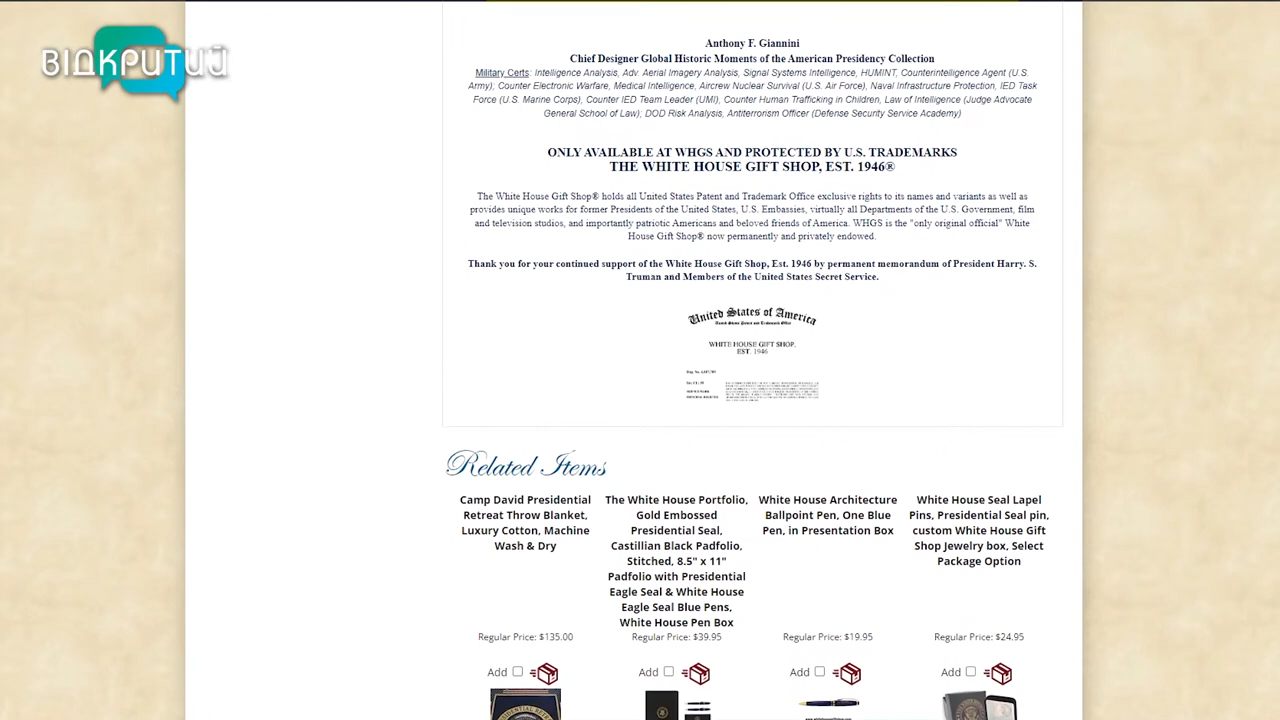 ВІДКРИТИЙ
Anthony F. Giannini
Chief Designer Global Historic Moments of the American Presidency Collection
Military Certs: Intelligence Analysis, Adv. Aerial Imagery Analysis, Signal Systems Intelligence, HUMINT, Counterintelligence Agent (U.S.
Army); Counter Electronic Warfare, Medical Intelligence, Aircrew Nuclear Survival (U.S. Air Force), Naval Infrastructure Protection, IED Task
Force (U.S. Marine Corps), Counter IED Team Leader (UMI), Counter Human Trafficking in Children, Law of Intelligence (Judge Advocate
General School of Law); DOD Risk Analysis, Antiterrorism Officer (Defense Security Service Academy)
ONLY AVAILABLE AT WHGS AND PROTECTED BY U.S. TRADEMARKS
THE WHITE HOUSE GIFT SHOP, EST. 1946®
The White House Gift Shop® holds all United States Patent and Trademark Office exclusive rights to its names and variants as well as
provides unique works for former Presidents of the United States, U.S. Embassies, virtually all Departments of the U.S. Government, film
and television studios, and importantly patriotic Americans and beloved friends of America. WHGS is the "only original official" White
House Gift Shop® now permanently and privately endowed.
Thank you for your continued support of the White House Gift Shop, Est. 1946 by permanent memorandum of President Harry. S.
Truman and Members of the United States Secret Service.
United States of America
United States Patent and Trademark Office
WHITE HOUSE GIFT SHOP,
EST. 1946
Related Items
Camp David Presidential
Retreat Throw Blanket,
Luxury Cotton, Machine
Wash & Dry
Regular Price: $135.00
Add
The White House Portfolio,
Gold Embossed
Presidential Seal,
Castillian Black Padfolio,
Stitched, 8.5" x 11"
Padfolio with Presidential
Eagle Seal & White House
Eagle Seal Blue Pens,
White House Pen Box
Regular Price: $39.95
Add
White House Architecture
Ballpoint Pen, One Blue
Pen, in Presentation Box
Regular Price: $19.95
Add
White House Seal Lapel
Pins, Presidential Seal pin,
custom White House Gift
Shop Jewelry box, Select
Package Option
Regular Price: $24.95
Add